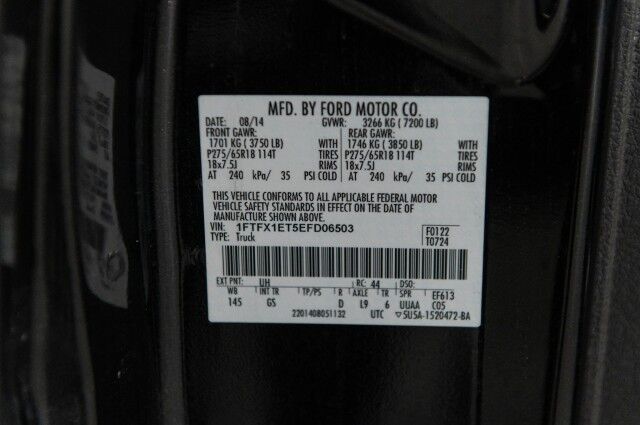 MFD. BY FORD MOTOR CO.
DATE: 08/14 GVWR: 3266 KG ( 7200 LB)
FRONT GAWR: REAR GAWR:
1701 KG ( 3750 LB) WITH 1746 KG ( 3850 LB) WITH
P275/65R18 114T TIRES P275/65R18 114T TIRES
18x7.5J RIMS 18x7.5J RIMS
AT 240 kPa/ 35 PSI COLD AT 240 kPa/ 35 PSI COLD
THIS VEHICLE CONFORMS TO ALL APPLICABLE FEDERAL MOTOR
VEHICLE SAFETY STANDARDS IN EFFECT ON THE DATE OF
MANUFACTURE SHOWN ABOVE.
VIN: 1FTFX1ET5EFD06503 F0122
TYPE: Truck T0724
EXT PNT: UH RC: 44 DSO:
WB INT TR TP/PS R AXLE TR SPR EF613
145 GS D L9 6 UUAA C05
2201408051132 UTC ▽ 5U5A-1520472-BA